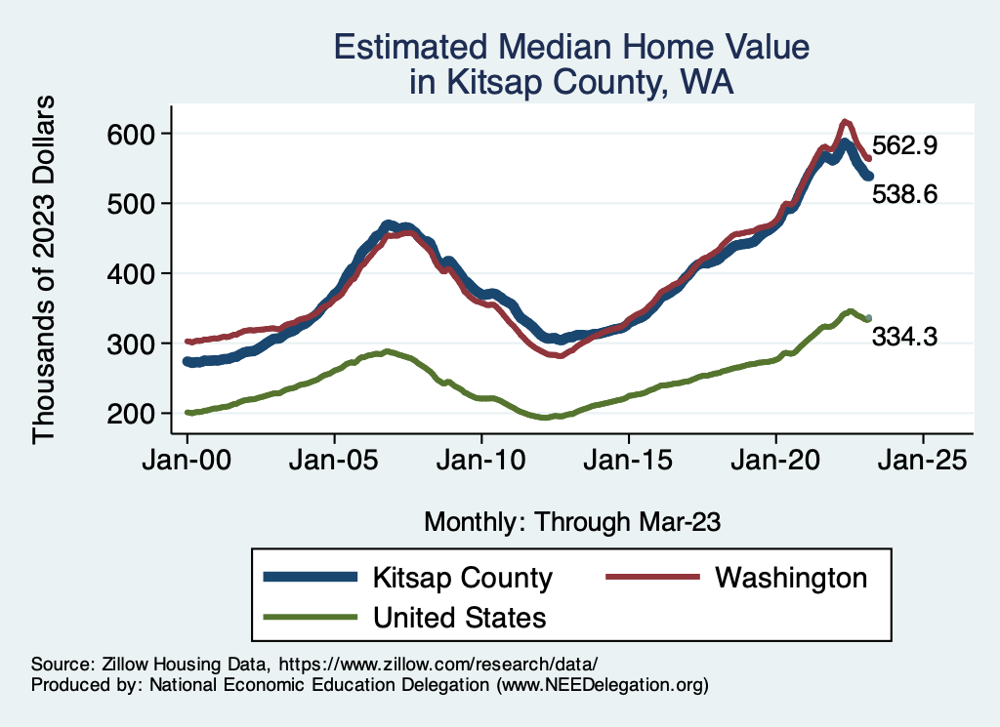 Estimated Median Home Value
in Kitsap County, WA
Thousands of 2023 Dollars
600
500
400
300
200
562.9
538.6
334.3
Jan-00 Jan-05 Jan-10 Jan-15 Jan-20 Jan-25
Monthly: Through Mar-23
Kitsap County Washington
United States
Source: Zillow Housing Data, https://www.zillow.com/research/data/
Produced by: National Economic Education Delegation (www.NEEDelegation.org)